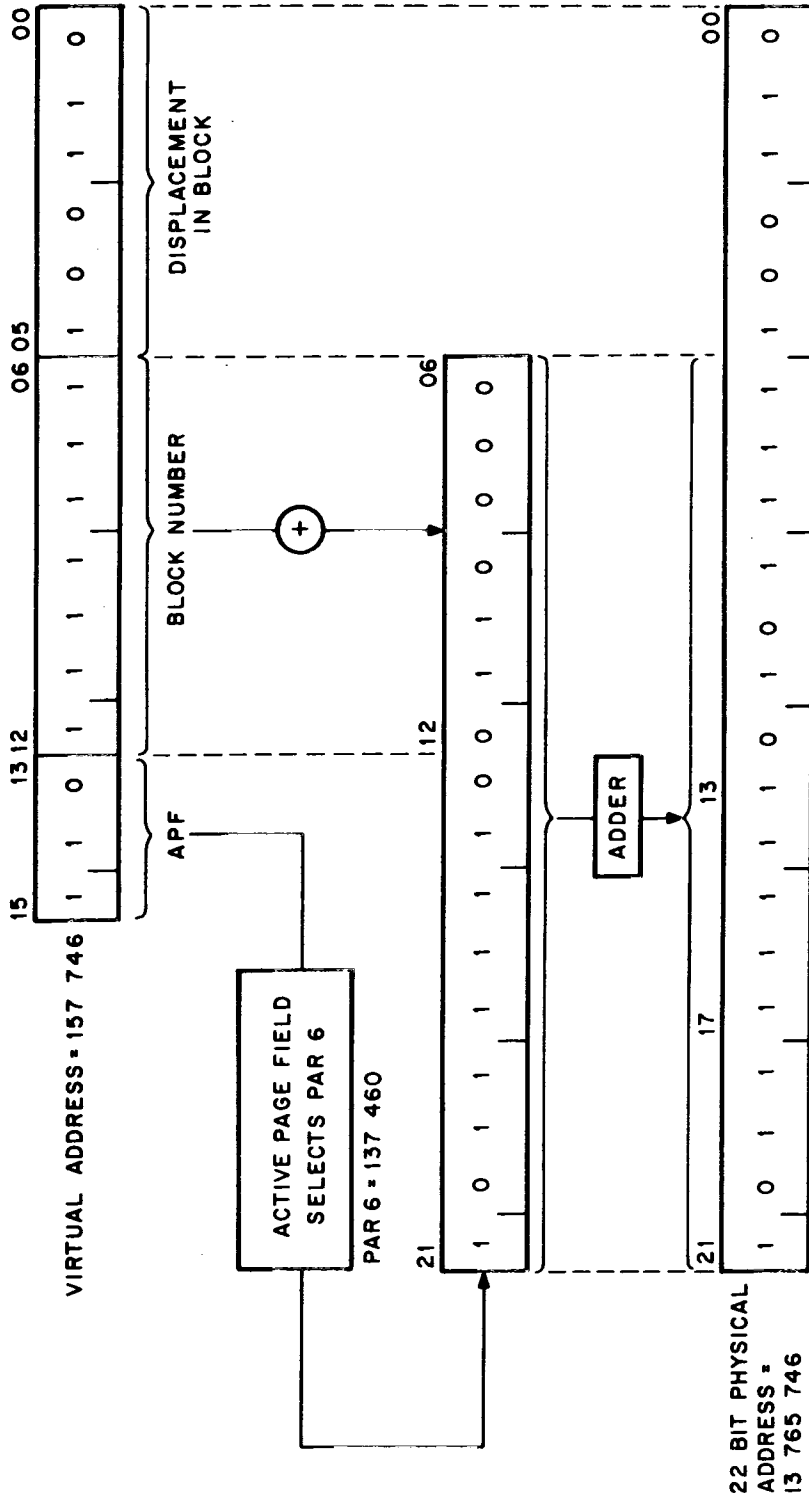 VIRTUAL ADDRESS = 157 746
15 13 12 06 05 00
1 1 0 1 1 1 1 1 1 1 1 0 0 1 1 0
APF
BLOCK NUMBER
DISPLACEMENT
IN BLOCK
ACTIVE PAGE FIELD
SELECTS PAR 6
PAR 6 = 137 460
+
21 12 06
1 0 1 1 1 1 1 1 0 0 1 1 0 0 0 0
ADDER
22 BIT PHYSICAL
ADDRESS =
13 765 746
21 17 13 00
1 0 1 1 1 1 1 1 1 0 1 0 1 1 1 1 1 0 0 1 1 0